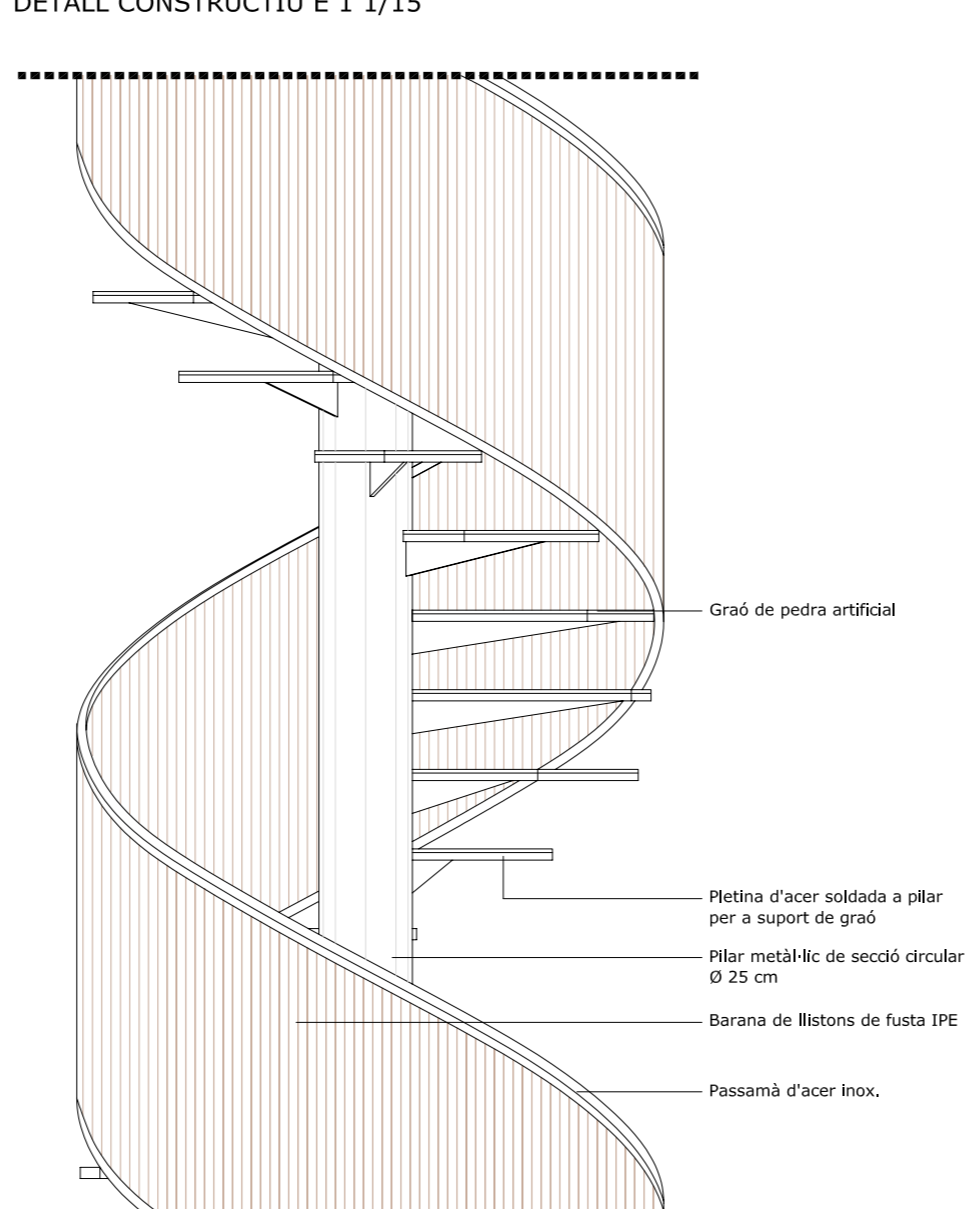 DETALL CONSTRUCTIU E 1 1/15
Graó de pedra artificial
Pletina d'acer soldada a pilar
per a suport de graó
Pilar metàl·lic de secció circular
Ø 25 cm
Barana de llistons de fusta IPE
Passamà d'acer inox.